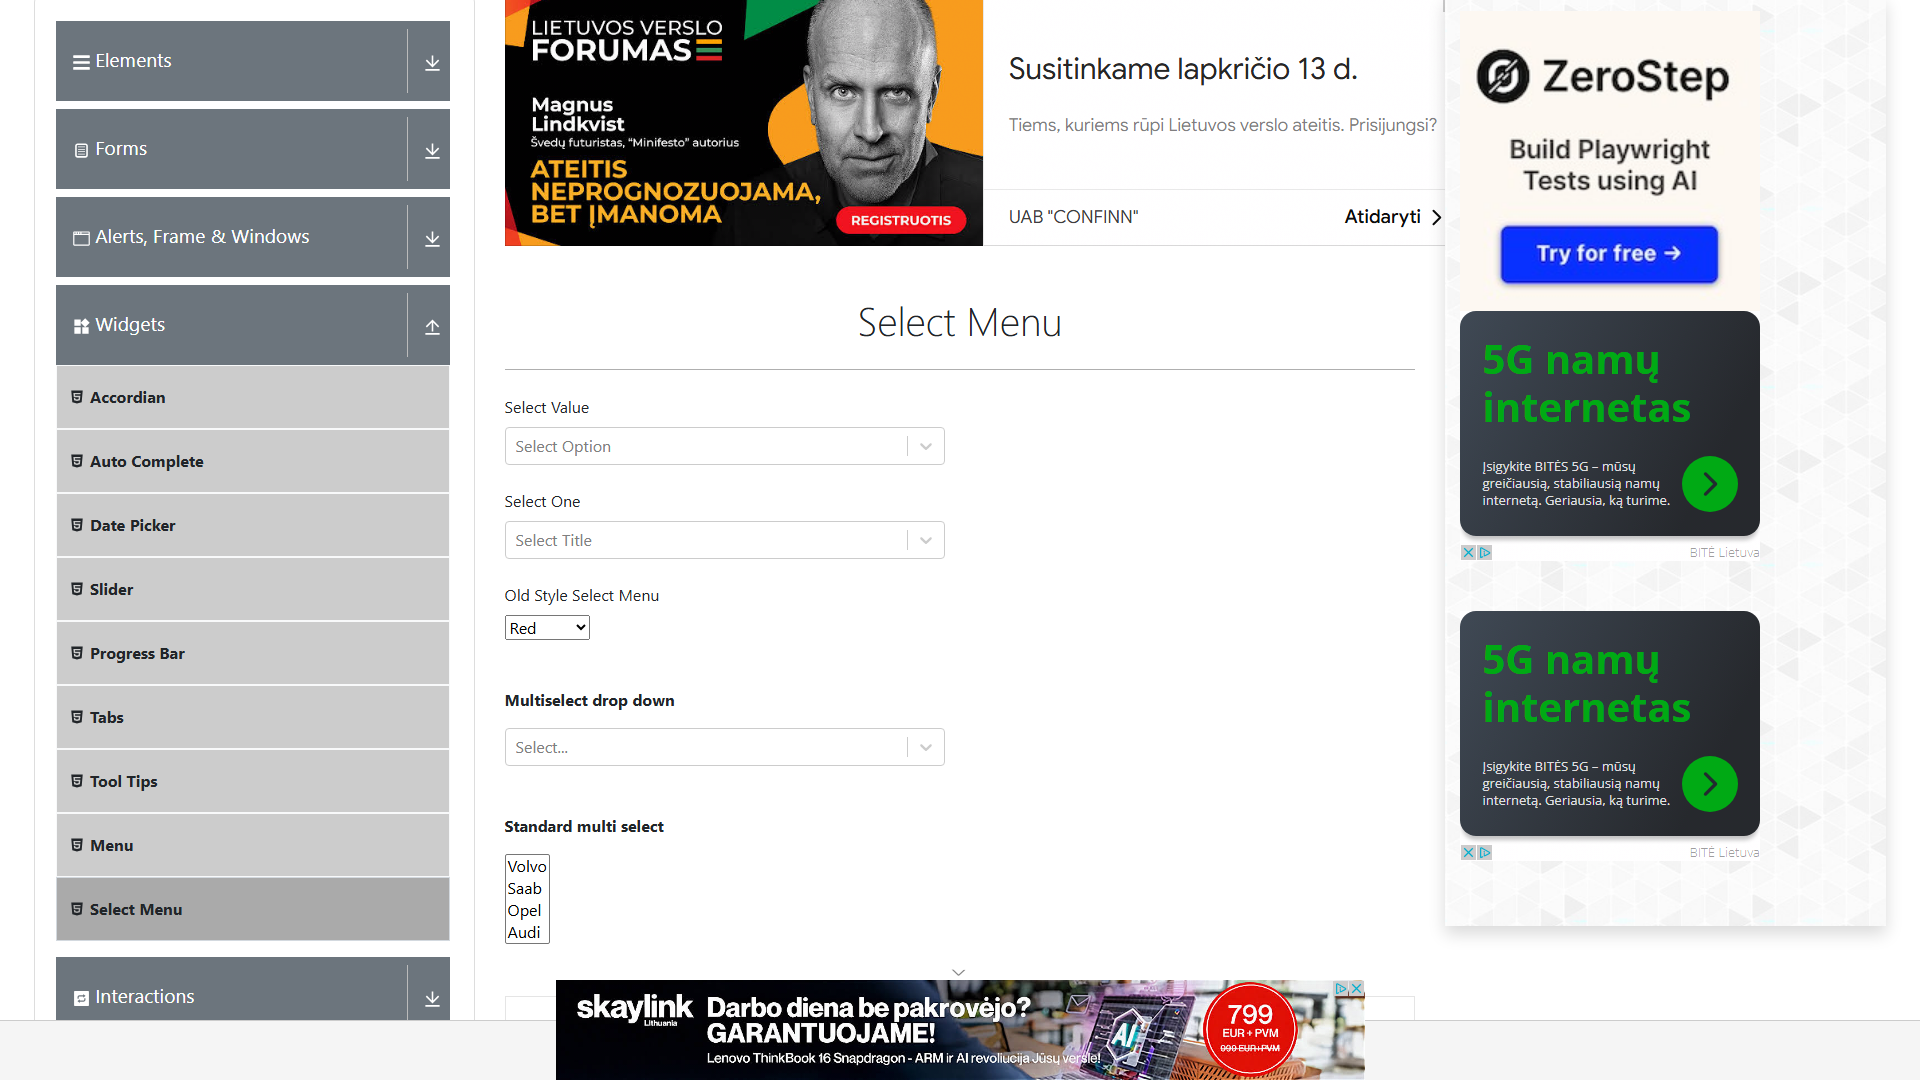 Elements
Forms
Alerts, Frame & Windows
Widgets
Accordian
Auto Complete
Date Picker
Slider
Progress Bar
Tabs
Tool Tips
Menu
Select Menu
Interactions
LIETUVOS VERSLO
FORUMAS
Magnus
Lindkvist
Švedų futuristas, "Minifesto" autorius
ATEITIS
NEPROGNOZUOJAMA,
BET ĮMANOMA
REGISTRUOTIS
Susitinkame lapkričio 13 d.
Tiems, kuriems rūpi Lietuvos verslo ateitis. Prisijungsi?
UAB "CONFINN"
Atidaryti
Select Menu
Select Value
Select Option
Select One
Select Title
Old Style Select Menu
Red
Multiselect drop down
Select...
Standard multi select
Volvo
Saab
Opel
Audi
ZeroStep
Build Playwright
Tests using AI
Try for free →
5G namų
internetas
Įsigykite BITĖS 5G – mūsų
greičiausią, stabiliausią namų
internetą. Geriausia, ką turime.
BITĖ Lietuva
5G namų
internetas
Įsigykite BITĖS 5G – mūsų
greičiausią, stabiliausią namų
internetą. Geriausia, ką turime.
BITĖ Lietuva
skaylink
Lithuania
Darbo diena be pakrovėjo?
GARANTUOJAME!
Lenovo ThinkBook 16 Snapdragon - ARM ir AI revoliucija Jūsų versle!
AI
799
EUR + PVM
999 EUR+PVM